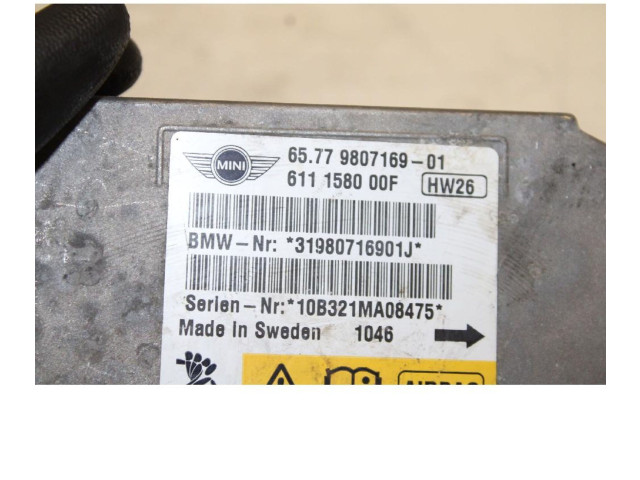 MINI
65.77 9807169-01
611 1580 00F HW26
BMW-Nr: *31980716901J*
Serien-Nr:*10B321MA08475*
Made in Sweden 1046
AIRBAG